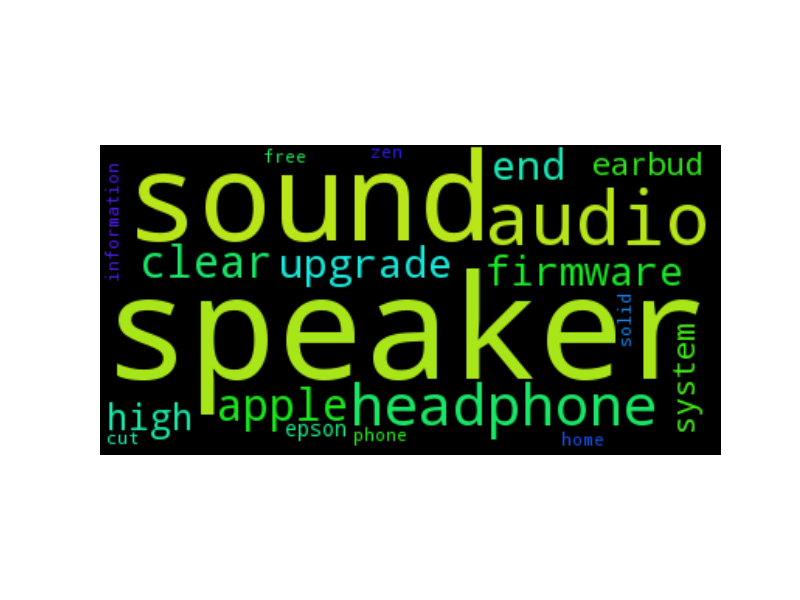 free
zen
end
earbud
information
sound
audio
clear
upgrade
firmware
speaker
solid
system
high
apple
headphone
cut
epson
phone
home